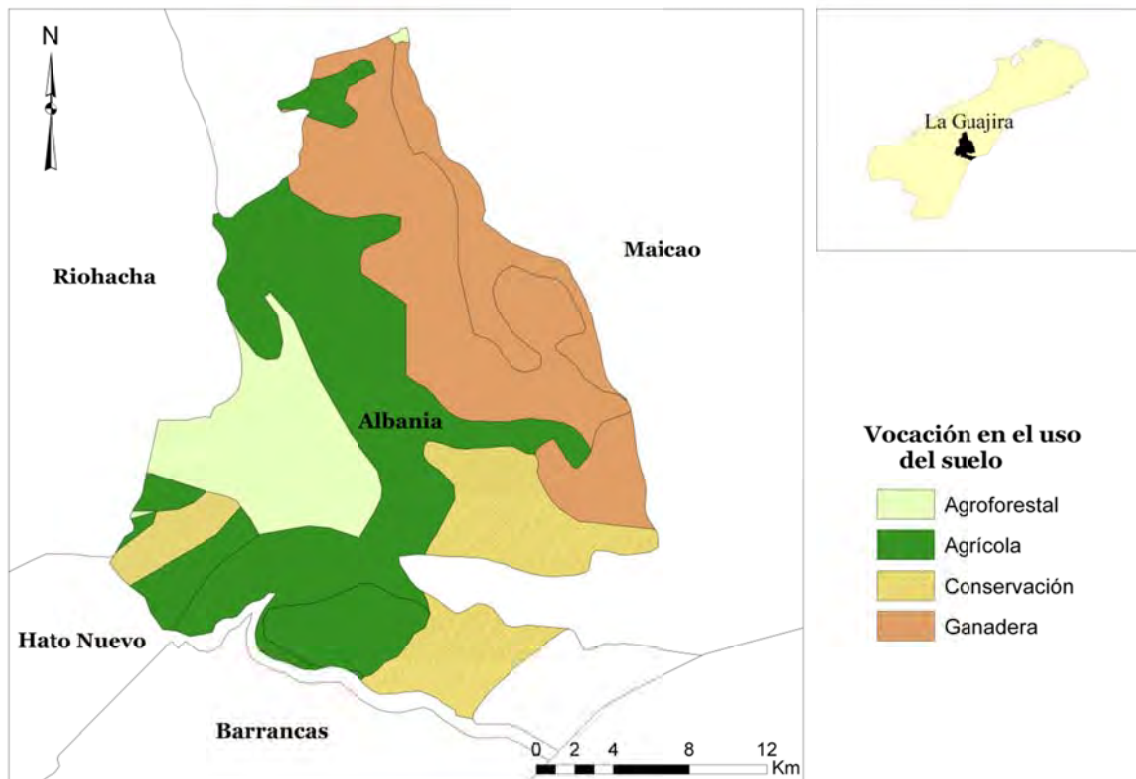 N
La Guajira
Maicao
Riohacha
Albania
Vocación en el uso
del suelo
Agroforestal
Agrícola
Conservación
Ganadera
Hato Nuevo
Barrancas
0 2 4 8 12
Km